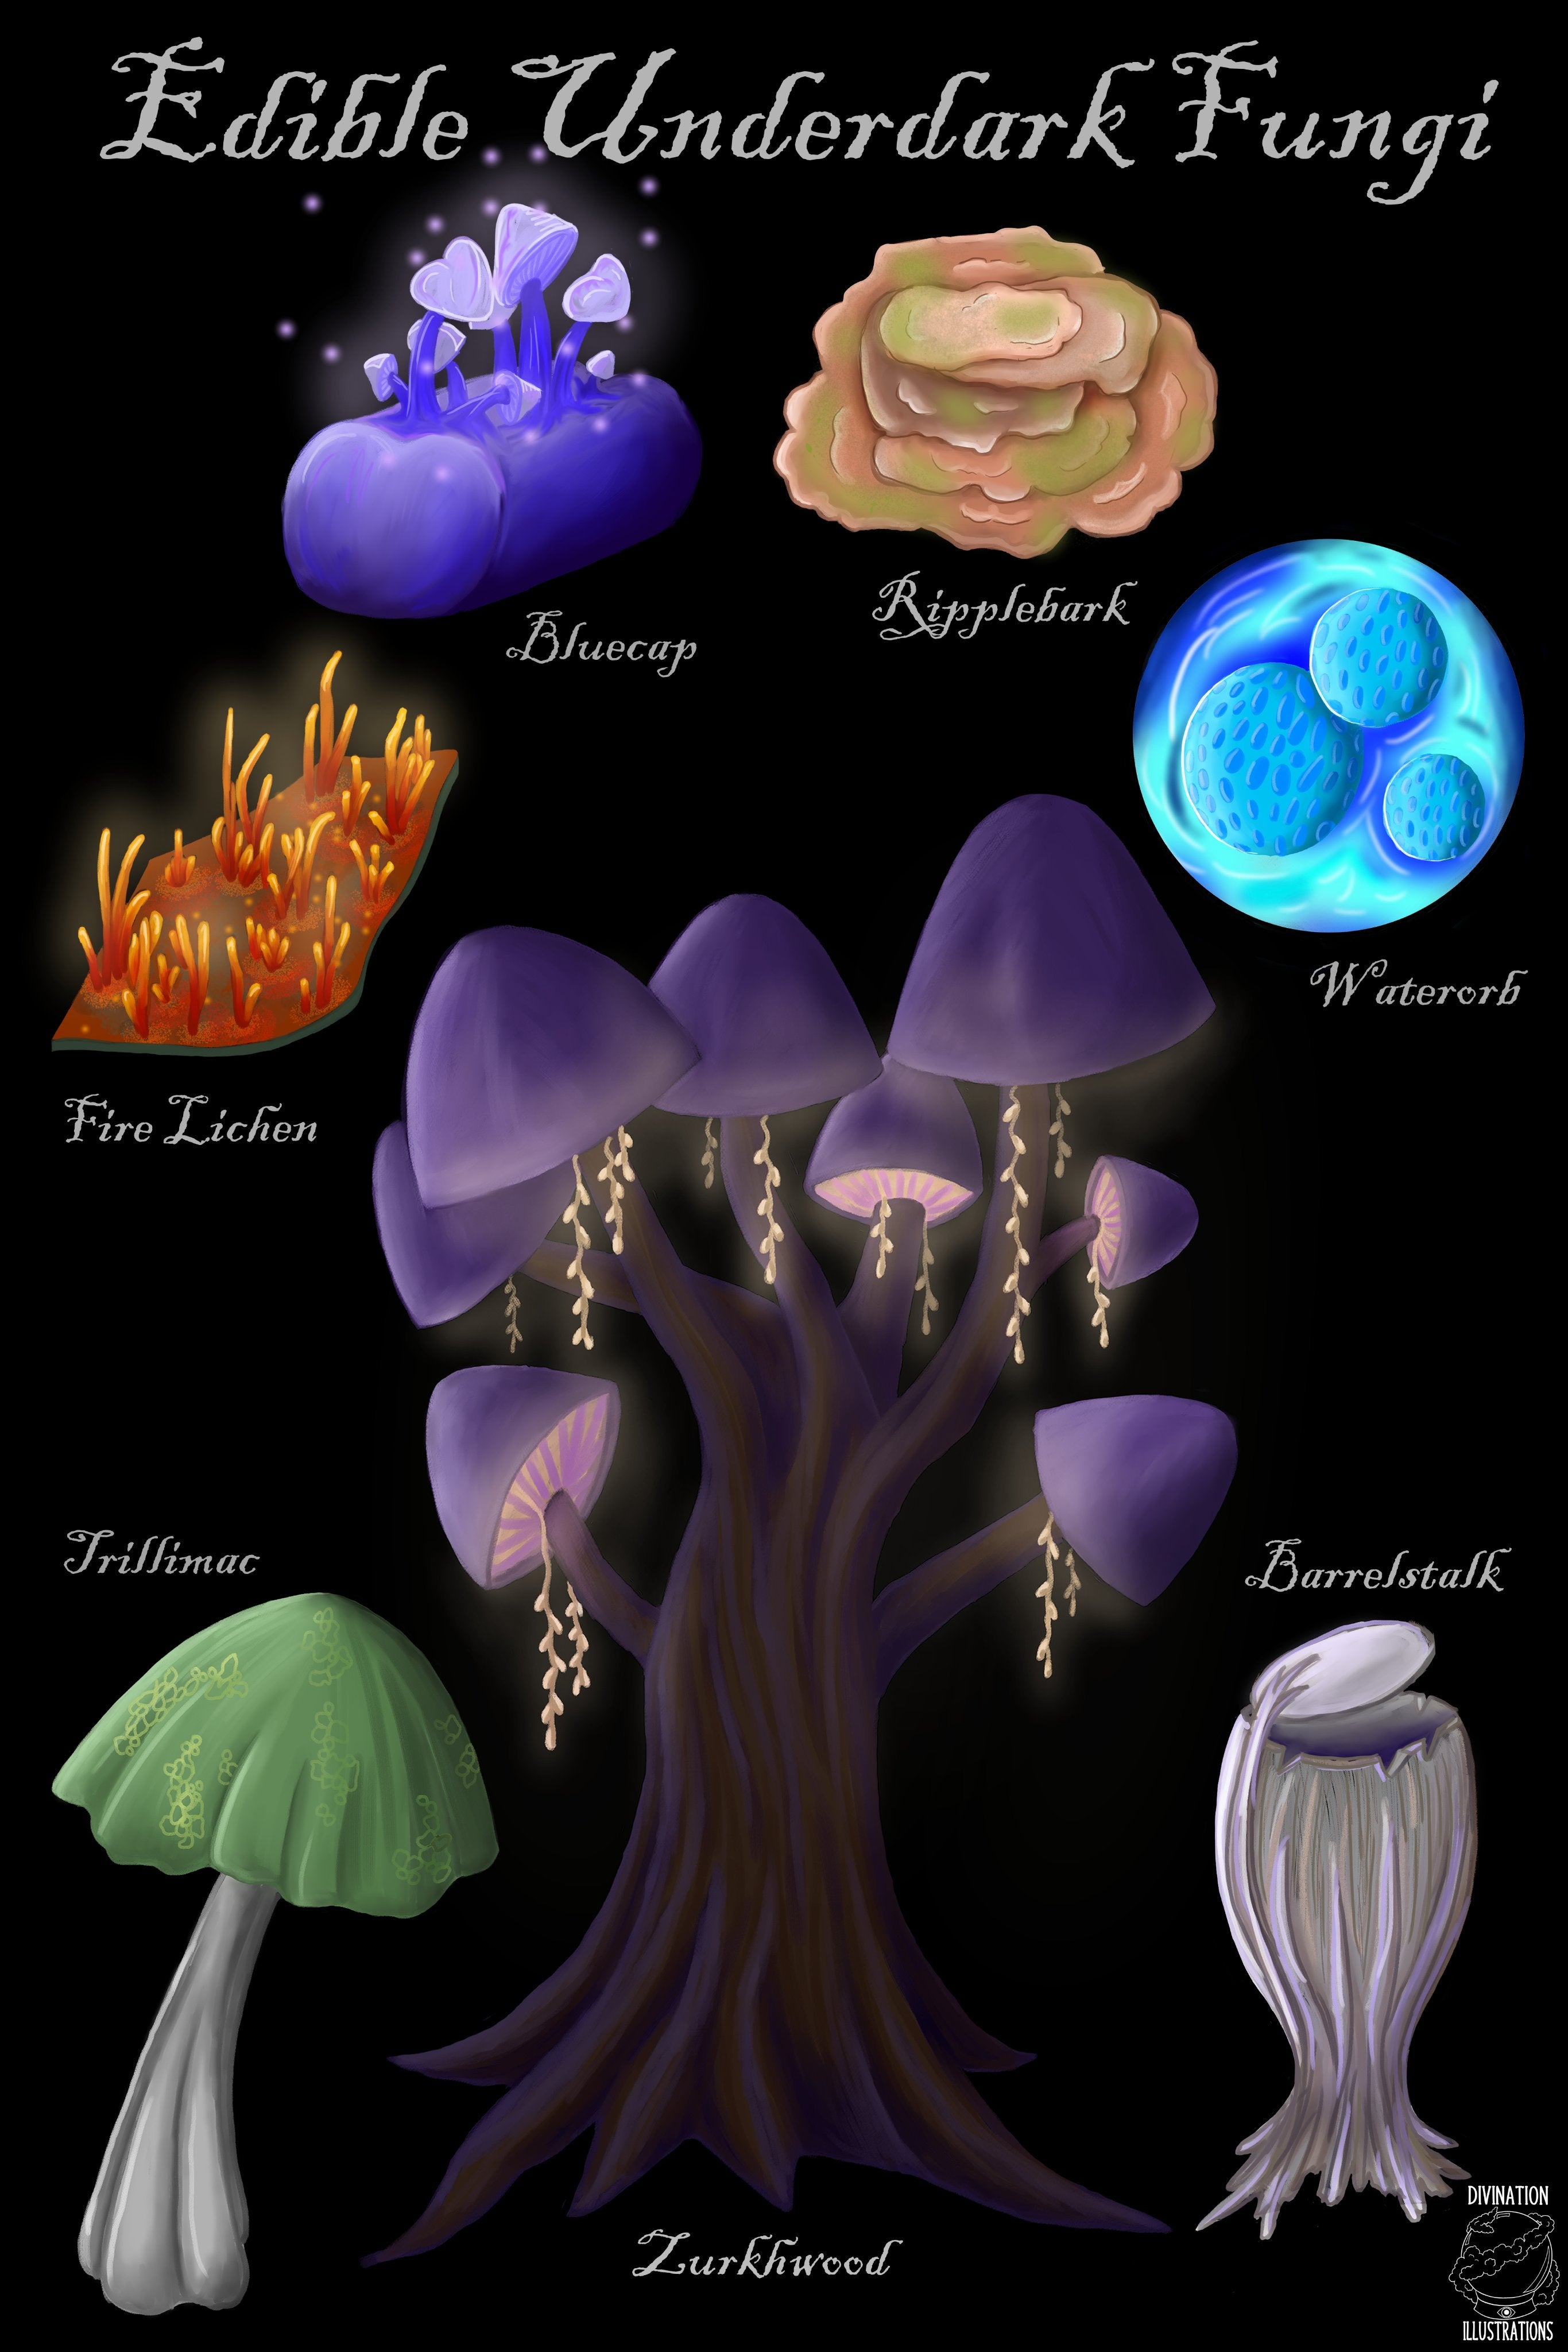 Edible Underdark Fungi
Bluecap
Ripplebark
Waterorb
Fire Lichen
Trillimac
Barrelstalk
Zurkhwood
DIVINATION
ILLUSTRATIONS